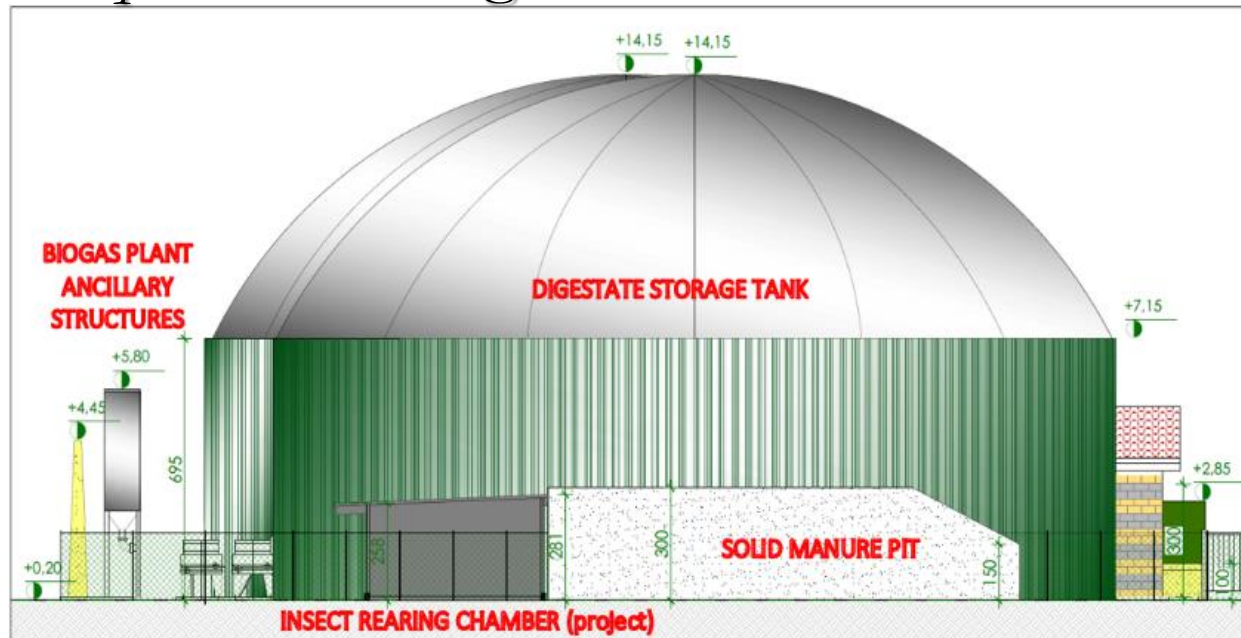 +14,15
+14,15
BIOGAS PLANT
ANCILLARY
STRUCTURES
DIGESTATE STORAGE TANK
+7,15
+5,80
+4,45
695
+2,85
258
281
300
SOLID MANURE PIT
150
300
100
+0,20
INSECT REARING CHAMBER (project)